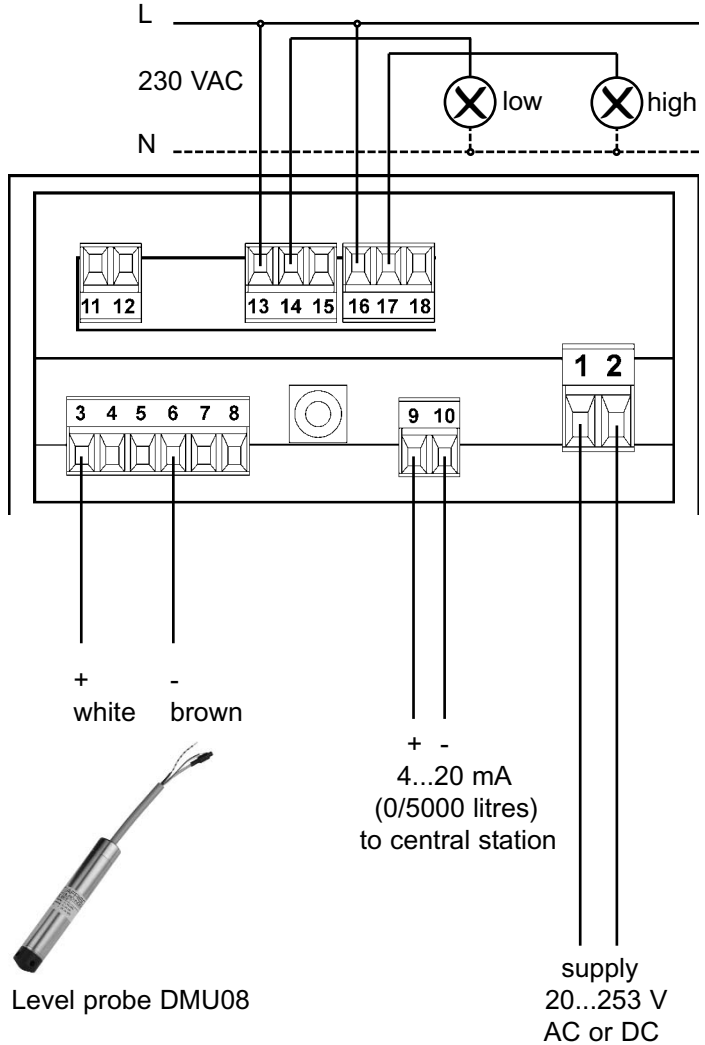 L
230 VAC
low
high
N
11 12
13 14 15
16 17 18
1 2
3 4 5 6 7 8
9 10
+ -
white brown
+ -
4...20 mA
(0/5000 litres)
to central station
Level probe DMU08
supply
20...253 V
AC or DC